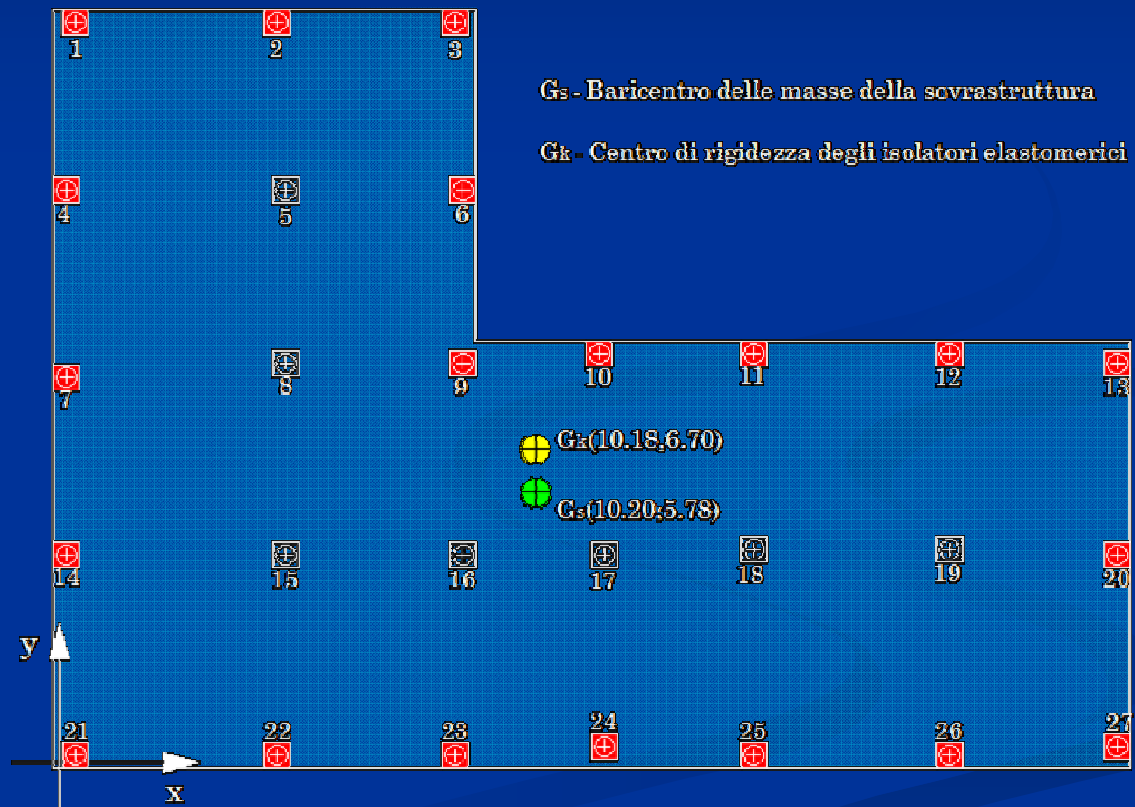 1 2 3
Gs - Baricentro delle masse della sovrastruttura
Gk - Centro di rigidezza degli isolatori elastomerici
4 5 6
7 8 9 10 11 12 13
Gk(10.18;6.70)
Gs(10.20;5.78)
14 15 16 17 18 19 20
y
21 22 23 24 25 26 27
x